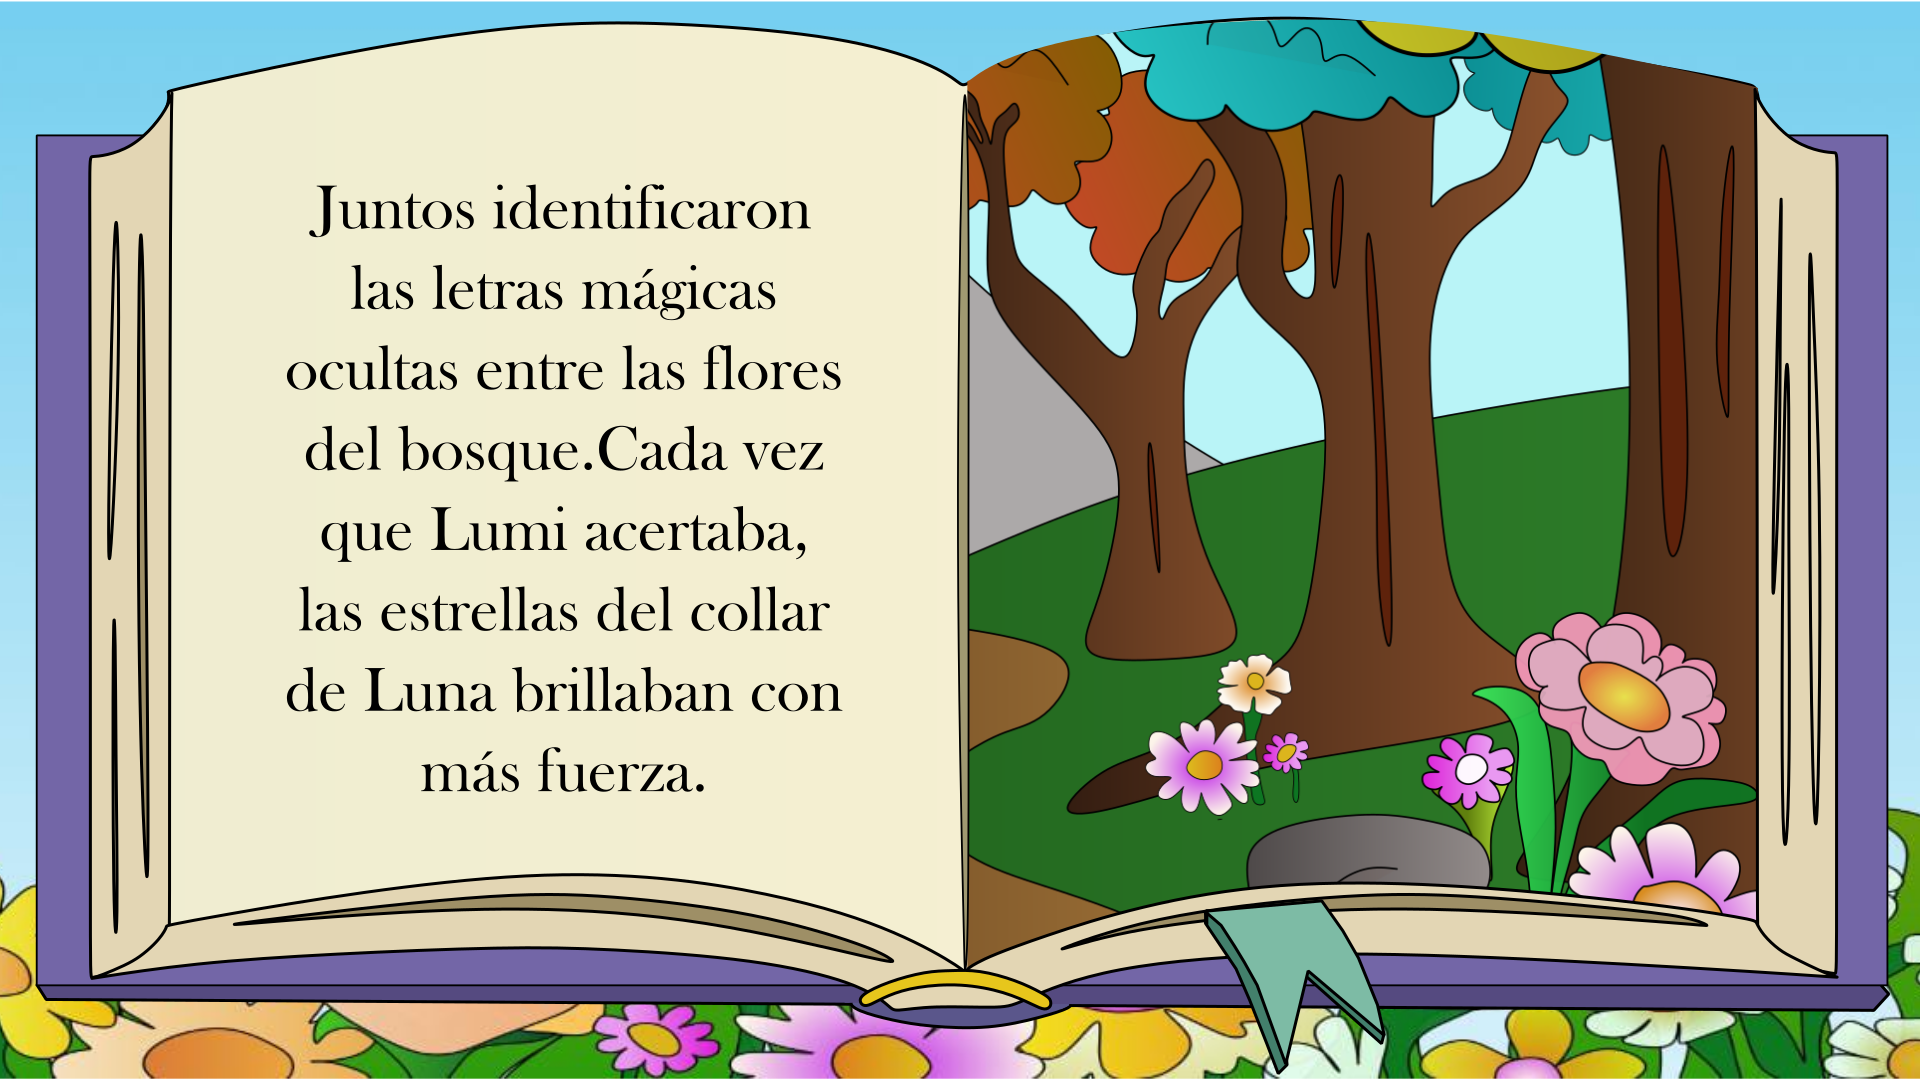 Juntos identificaron
las letras mágicas
ocultas entre las flores
del bosque.Cada vez
que Lumi acertaba,
las estrellas del collar
de Luna brillaban con
más fuerza.